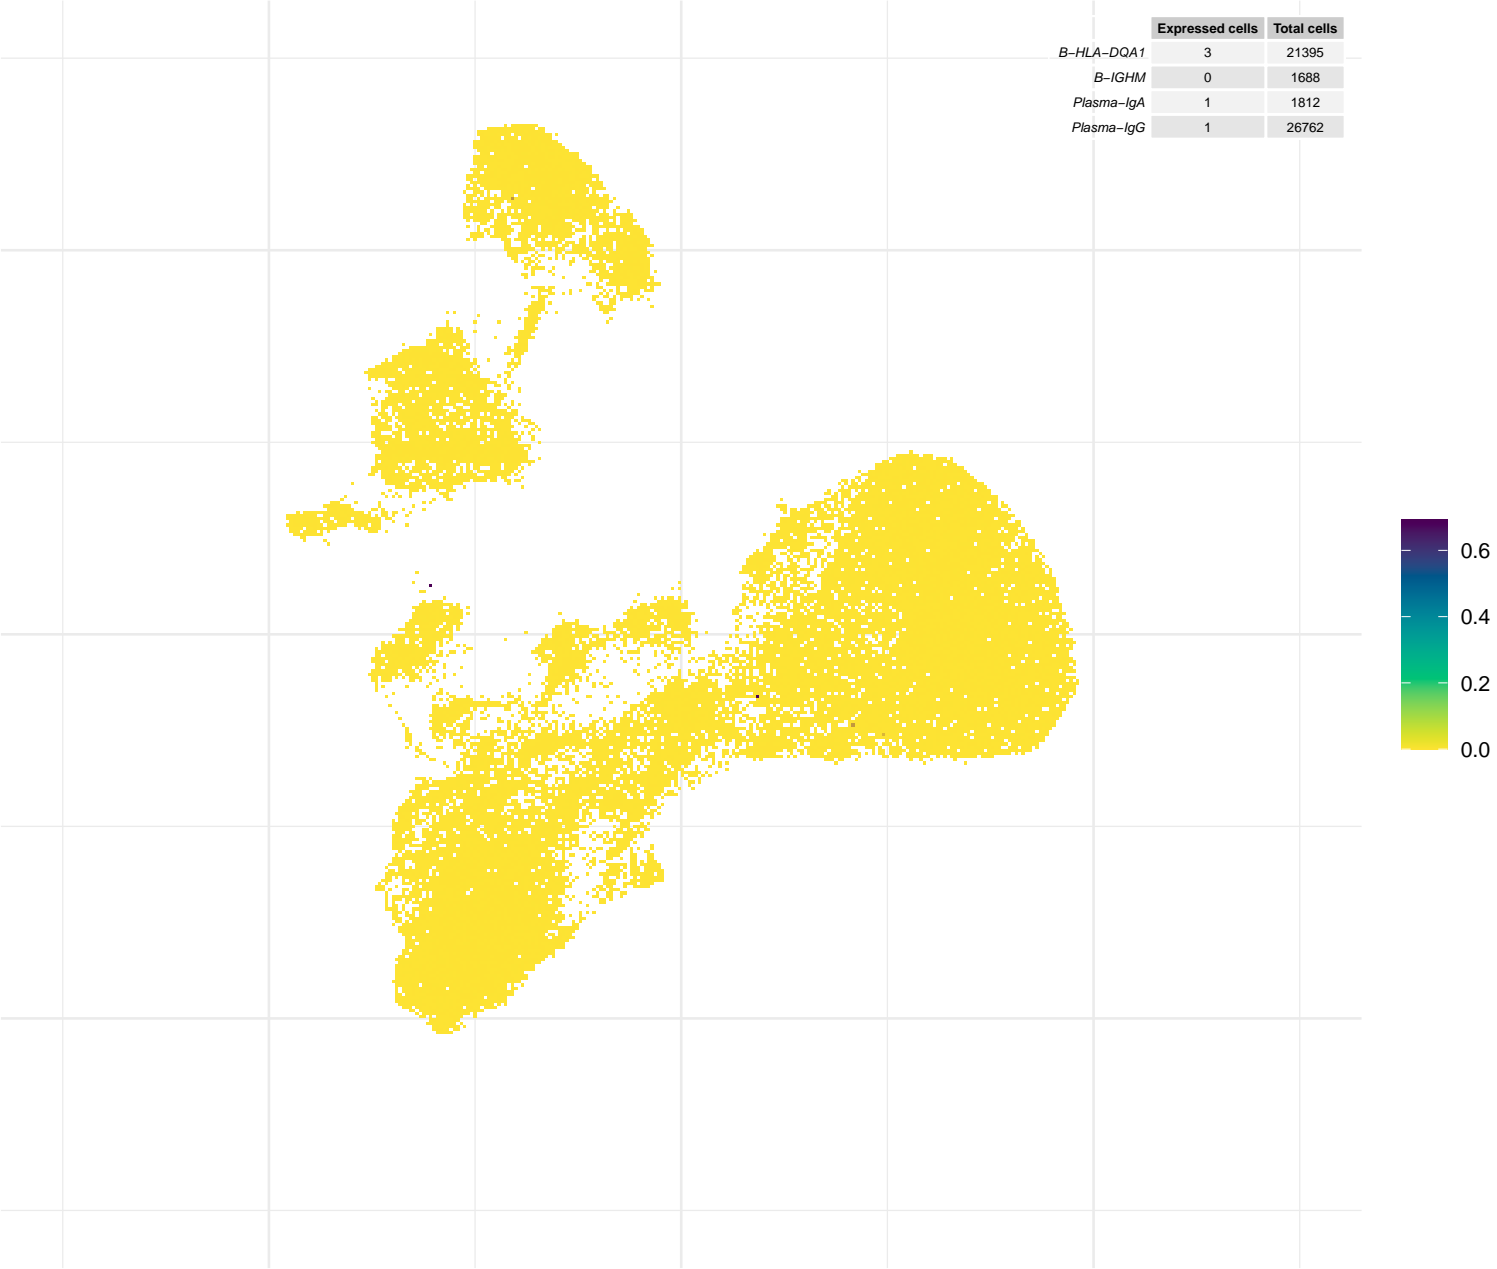 Expressed cells Total cells
B−HLA−DQA1 3 21395
B−IGHM 0 1688
Plasma−IgA 1 1812
Plasma−IgG 1 26762
0.6
0.4
0.2
0.0